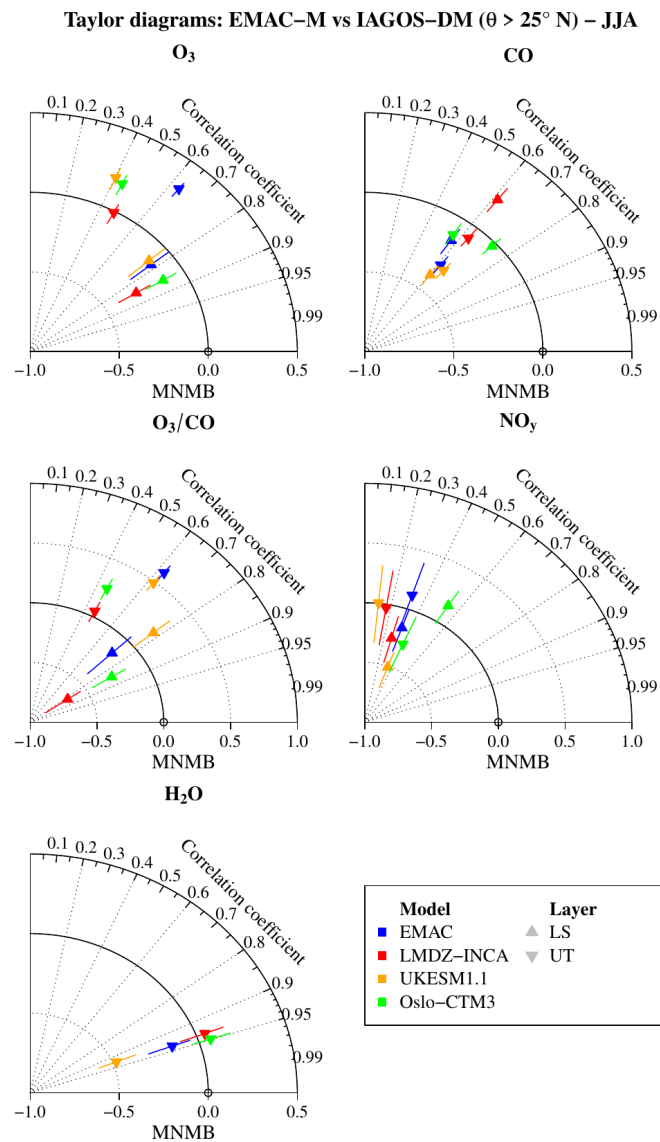 Taylor diagrams: EMAC−M vs IAGOS−DM (θ > 25° N) − JJA
O₃
CO
0.1 0.2 0.3 0.4 0.5 0.6 0.7 0.8 0.9 0.95 0.99
Correlation coefficient
0.1 0.2 0.3 0.4 0.5 0.6 0.7 0.8 0.9 0.95 0.99
Correlation coefficient
−1.0 −0.5 0.0 0.5
MNMB
−1.0 −0.5 0.0 0.5
MNMB
O₃/CO
NOᵧ
0.1 0.2 0.3 0.4 0.5 0.6 0.7 0.8 0.9 0.95 0.99
Correlation coefficient
0.1 0.2 0.3 0.4 0.5 0.6 0.7 0.8 0.9 0.95 0.99
Correlation coefficient
−1.0 −0.5 0.0 0.5 1.0
MNMB
−1.0 −0.5 0.0 0.5 1.0
MNMB
H₂O
0.1 0.2 0.3 0.4 0.5 0.6 0.7 0.8 0.9 0.95 0.99
Correlation coefficient
−1.0 −0.5 0.0 0.5
MNMB
Model Layer
EMAC LS
LMDZ−INCA UT
UKESM1.1
Oslo−CTM3